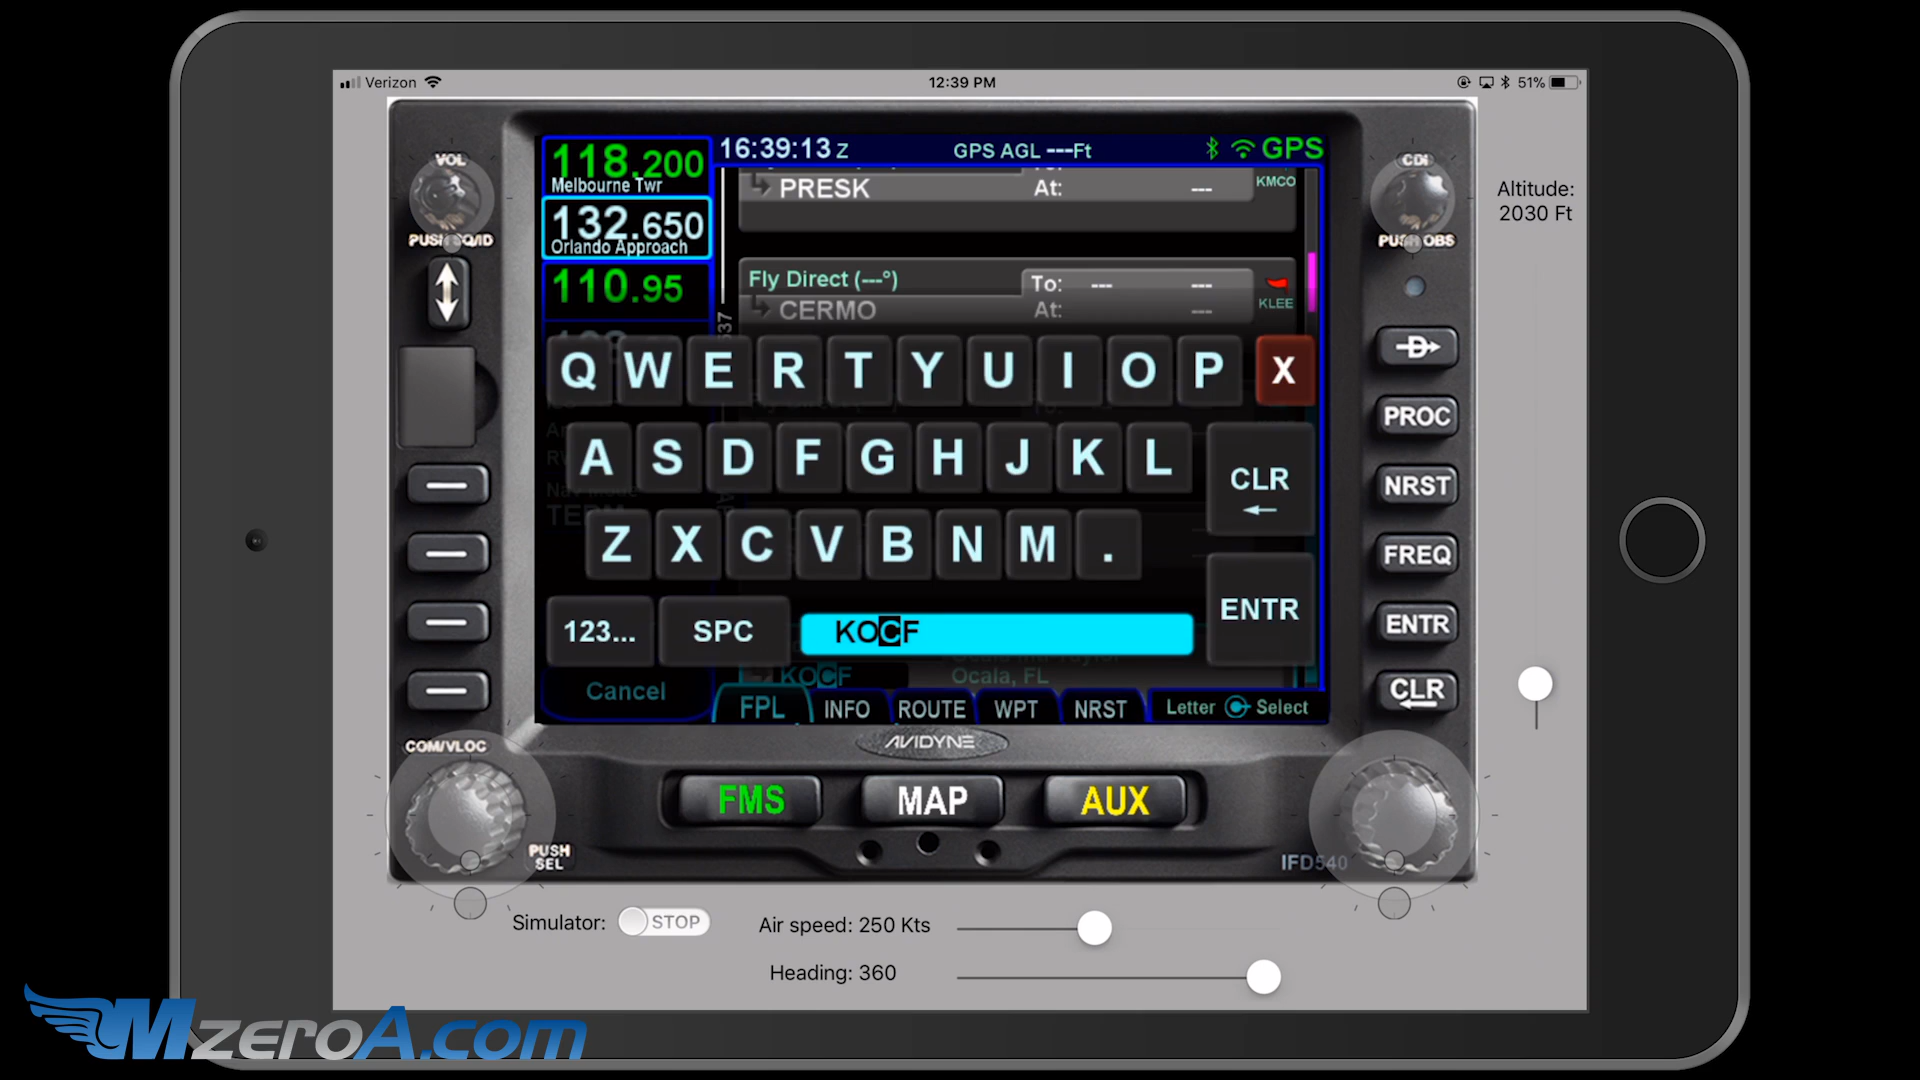 Verizon
12:39 PM
51%
VOL
PUSH SQ/ID
118.200
Melbourne Twr
132.650
Orlando Approach
110.95
16:39:13 Z
GPS AGL ---Ft
GPS
PRESK
At: ---
KMCO
Fly Direct (---°)
To: --- ---
CERMO
At: ---
KLEE
CDI
PUSH OBS
Altitude:
2030 Ft
Q W E R T Y U I O P X
A S D F G H J K L
CLR
Z X C V B N M .
123... SPC KOCF ENTR
KOCF
Ocala, FL
Cancel
FPL INFO ROUTE WPT NRST Letter Select
PROC
NRST
FREQ
ENTR
CLR
AVIDYNE
COM/VLOC
PUSH
SEL
FMS MAP AUX
IFD540
Simulator: STOP
Air speed: 250 Kts
Heading: 360
MzeroA.com